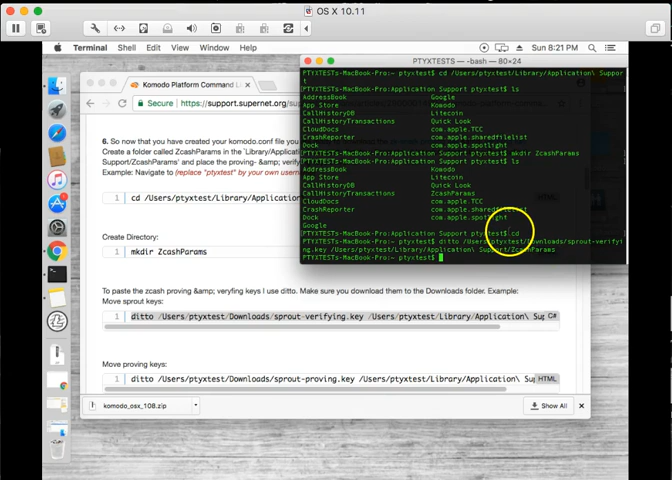 OS X 10.11
Terminal Shell Edit View Window Help
Sun 8:21 PM
PTYXTESTS — -bash — 80×24
Komodo Platform Command Li
Secure https://support.supernet.org/su
PTYXTESTs-MacBook-Pro:~ ptyxtest$ cd /Users/ptyxtest/Library/Application\ Suppor
t
PTYXTESTs-MacBook-Pro:Application Support ptyxtest$ ls
AddressBook Google
App Store Komodo
CallHistoryDB Litecoin
CallHistoryTransactions Quick Look
CloudDocs com.apple.TCC
CrashReporter com.apple.sharedfilelist
Dock com.apple.spotlight
PTYXTESTs-MacBook-Pro:Application Support ptyxtest$ mkdir ZcashParams
PTYXTESTs-MacBook-Pro:Application Support ptyxtest$ ls
AddressBook Komodo
App Store Litecoin
CallHistoryDB Quick Look
CallHistoryTransactions ZcashParams
CloudDocs com.apple.TCC
CrashReporter com.apple.sharedfilelist
Dock com.apple.spotlight
Google
PTYXTESTs-MacBook-Pro:Application Support ptyxtest$ cd
PTYXTESTs-MacBook-Pro:~ ptyxtest$ ditto /Users/ptyxtest/Downloads/sprout-verifyi
ng.key /Users/ptyxtest/Library/Application\ Support/ZcashParams
PTYXTESTs-MacBook-Pro:~ ptyxtest$
6. So now that you have created your komodo.conf file you
Create a folder called ZcashParams in the `Library/Application
Support/ZcashParams' and place the proving- &amp; verify
Example: Navigate to (replace "ptyxtest" by your own usern
1 cd /Users/ptyxtest/Library/Application\ S
HTML
Create Directory:
1 mkdir ZcashParams
To paste the zcash proving &amp; veryfing keys I use ditto. Make sure you download them to the Downloads folder. Example:
Move sprout keys:
1 ditto /Users/ptyxtest/Downloads/sprout-verifying.key /Users/ptyxtest/Library/Application\ Sup
C#
Move proving keys:
1 ditto /Users/ptyxtest/Downloads/sprout-proving.key /Users/ptyxtest/Library/Application\ Sup
HTML
komodo_osx_108.zip
Show All